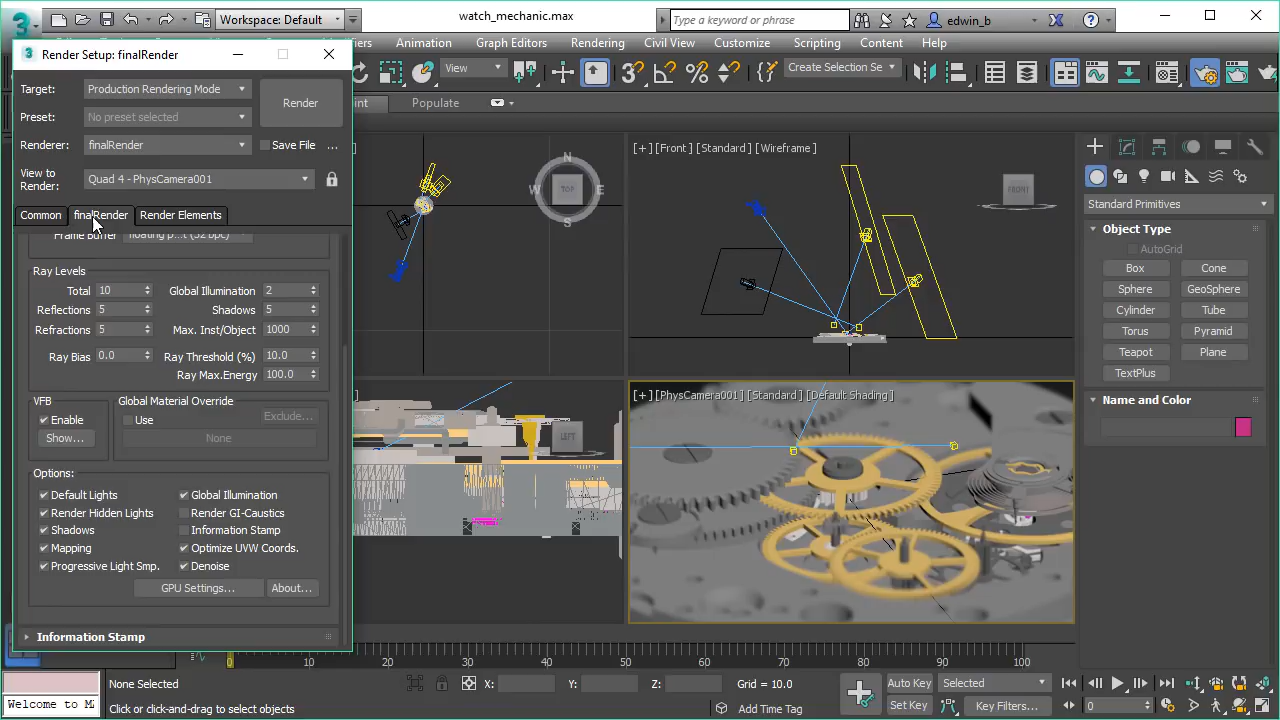 3
Workspace: Default
watch_mechanic.max
Type a keyword or phrase
edwin_b
Render Setup: finalRender
Animation
Graph Editors
Rendering
Civil View
Customize
Scripting
Content
Help
View
Create Selection Se
Populate
Target:
Production Rendering Mode
Render
Preset:
No preset selected
Renderer:
finalRender
Save File
...
View to
Render:
Quad 4 - PhysCamera001
Common
finalRender
Render Elements
Ray Levels
Total 10
Global Illumination 2
Reflections 5
Shadows 5
Refractions 5
Max. Inst/Object 1000
Ray Bias 0.0
Ray Threshold (%) 10.0
Ray Max.Energy 100.0
VFB
Enable
Show...
Global Material Override
Use
Exclude...
None
Options:
Default Lights
Global Illumination
Render Hidden Lights
Render GI-Caustics
Shadows
Information Stamp
Mapping
Optimize UVW Coords.
Progressive Light Smp.
Denoise
GPU Settings...
About...
Information Stamp
N
W
TOP
E
S
[+] [Front] [Standard] [Wireframe]
FRONT
LEFT
[+] [PhysCamera001] [Standard] [Default Shading]
Standard Primitives
Object Type
AutoGrid
Box
Cone
Sphere
GeoSphere
Cylinder
Tube
Torus
Pyramid
Teapot
Plane
TextPlus
Name and Color
0 10 20 30 40 50 60 70 80 90 100
None Selected
X:
Y:
Z:
Grid = 10.0
Auto Key
Selected
Welcome to M
Click or click-and-drag to select objects
Add Time Tag
Set Key
Key Filters...
0